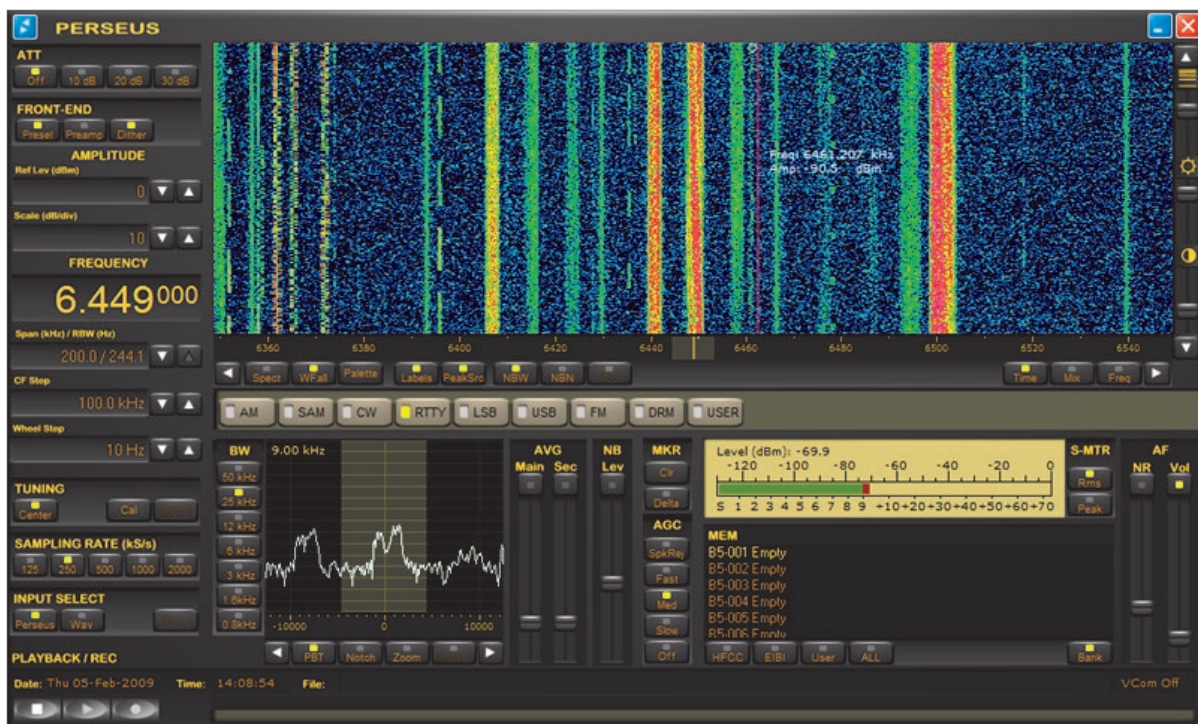 PERSEUS
ATT
Off 10 dB 20 dB 30 dB
FRONT-END
Presel Preamp Dither
AMPLITUDE
Ref Lev (dBm)
0
Scale (dB/div)
10
FREQUENCY
6.449000
Span (kHz) / RBW (Hz)
200.0 / 244.1
CF Step
100.0 kHz
Wheel Step
10 Hz
TUNING
Center Cal
SAMPLING RATE (kS/s)
125 250 500 1000 2000
INPUT SELECT
Perseus Wav
PLAYBACK / REC
Freq: 6461.207 kHz
Amp: -90.5 dBm
6360 6380 6400 6420 6440 6460 6480 6500 6520 6540
Spect WFall Palette Labels PeakSrc NBW NBN Time Mix Freq
AM SAM CW RTTY LSB USB FM DRM USER
BW
50 kHz
25 kHz
12 kHz
6 kHz
3 kHz
1.6kHz
0.8kHz
9.00 kHz
-10000 0 10000
PBT Notch Zoom
AVG
Main Sec
NB
Lev
MKR
Clr
Delta
AGC
SpkRej
Fast
Med
Slow
Off
Level (dBm): -69.9
-120 -100 -80 -60 -40 -20 0
S 1 2 3 4 5 6 7 8 9 +10+20+30+40+50+60+70
S-MTR
Rms
Peak
MEM
B5-001 Empty
B5-002 Empty
B5-003 Empty
B5-004 Empty
B5-005 Empty
B5-006 Empty
HFCC EIBI User ALL Bank
AF
NR Vol
Date: Thu 05-Feb-2009 Time: 14:08:54 File: VCom Off